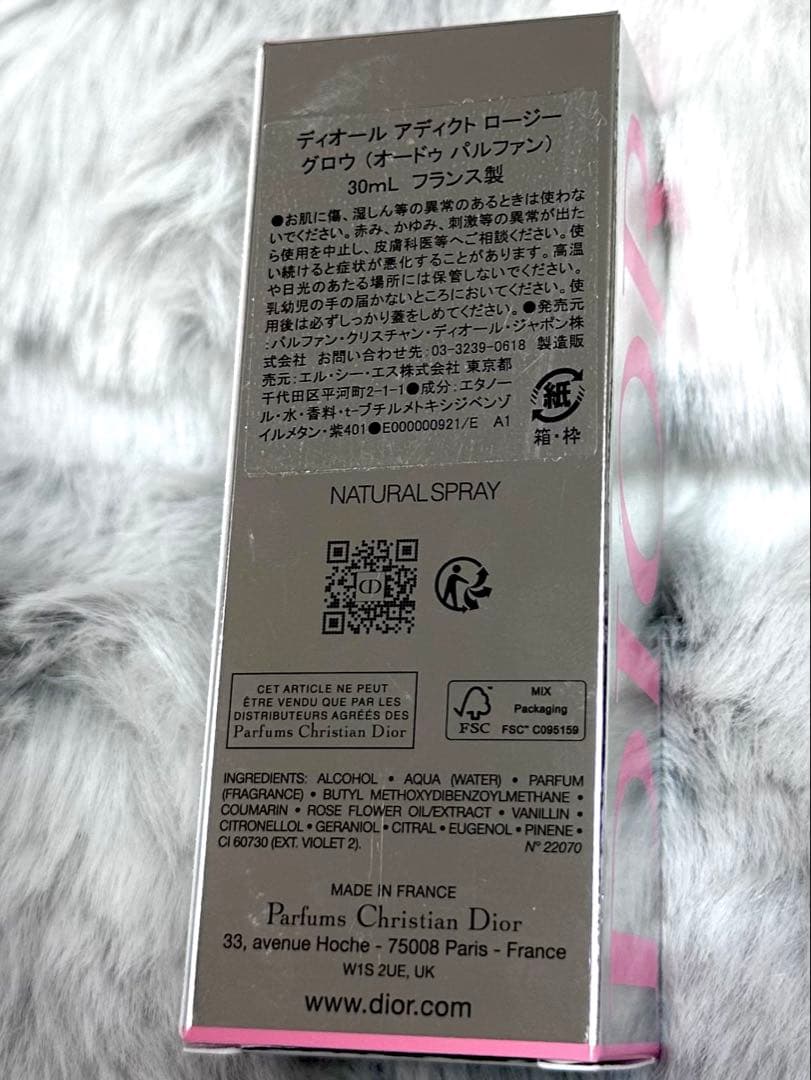 ディオール アディクト ロージー
グロウ（オードゥ パルファン）
30mL フランス製
●お肌に傷、湿しん等の異常のあるときは使わな
いでください。赤み、かゆみ、刺激等の異常が出た
ら使用を中止し、皮膚科医等へご相談ください。使
い続けると症状が悪化することがあります。高温
や日光のあたる場所には保管しないでください。
乳幼児の手の届かないところにおいてください。使
用後は必ずしっかり蓋をしめてください。●発売元
:パルファン・クリスチャン・ディオール・ジャポン株
式会社 お問い合わせ先:03-3239-0618 製造販
売元:エル・シー・エス株式会社 東京都
千代田区平河町2-1-1●成分:エタノー
ル・水・香料・t-ブチルメトキシジベンゾ
イルメタン・紫401●E000000921/E A1
紙
箱・枠
NATURAL SPRAY
CD
CET ARTICLE NE PEUT
ÊTRE VENDU QUE PAR LES
DISTRIBUTEURS AGRÉÉS DES
Parfums Christian Dior
FSC
MIX
Packaging
FSC™ C095159
INGREDIENTS: ALCOHOL • AQUA (WATER) • PARFUM
(FRAGRANCE) • BUTYL METHOXYDIBENZOYLMETHANE •
COUMARIN • ROSE FLOWER OIL/EXTRACT • VANILLIN •
CITRONELLOL • GERANIOL • CITRAL • EUGENOL • PINENE •
CI 60730 (EXT. VIOLET 2). N° 22070
MADE IN FRANCE
Parfums Christian Dior
33, avenue Hoche - 75008 Paris - France
W1S 2UE, UK
www.dior.com
DIOR